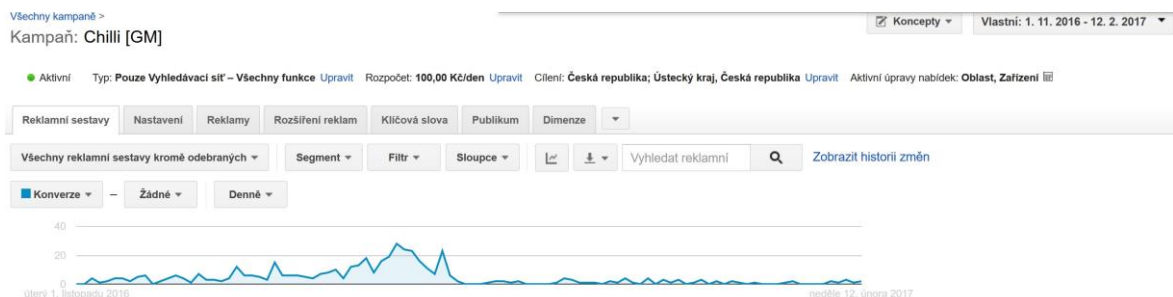 Všechny kampaně >
Kampaň: Chilli [GM]
Koncepty
Vlastní: 1. 11. 2016 - 12. 2. 2017
Aktivní Typ: Pouze Vyhledávací síť – Všechny funkce Upravit Rozpočet: 100,00 Kč/den Upravit Cílení: Česká republika; Ústecký kraj, Česká republika Upravit Aktivní úpravy nabídek: Oblast, Zařízení
Reklamní sestavy Nastavení Reklamy Rozšíření reklam Klíčová slova Publikum Dimenze
Všechny reklamní sestavy kromě odebraných Segment Filtr Sloupce Vyhledat reklamní Zobrazit historii změn
Konverze – Žádné Denně
40
20
0
úterý 1. listopadu 2016 neděle 12. února 2017